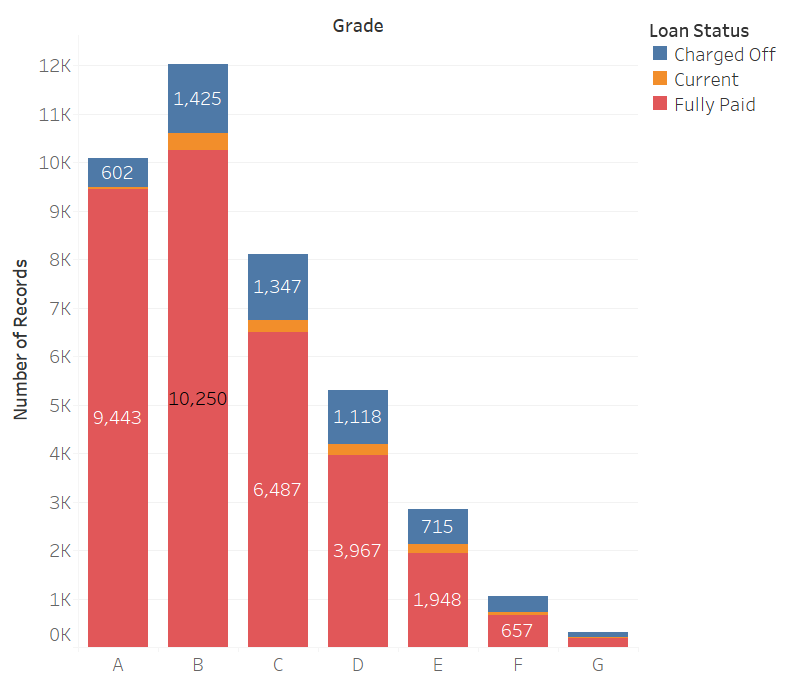 Grade
Loan Status
Charged Off
Current
Fully Paid
Number of Records
12K
11K
10K
9K
8K
7K
6K
5K
4K
3K
2K
1K
0K
602
9,443
1,425
10,250
1,347
6,487
1,118
3,967
715
1,948
657
A B C D E F G